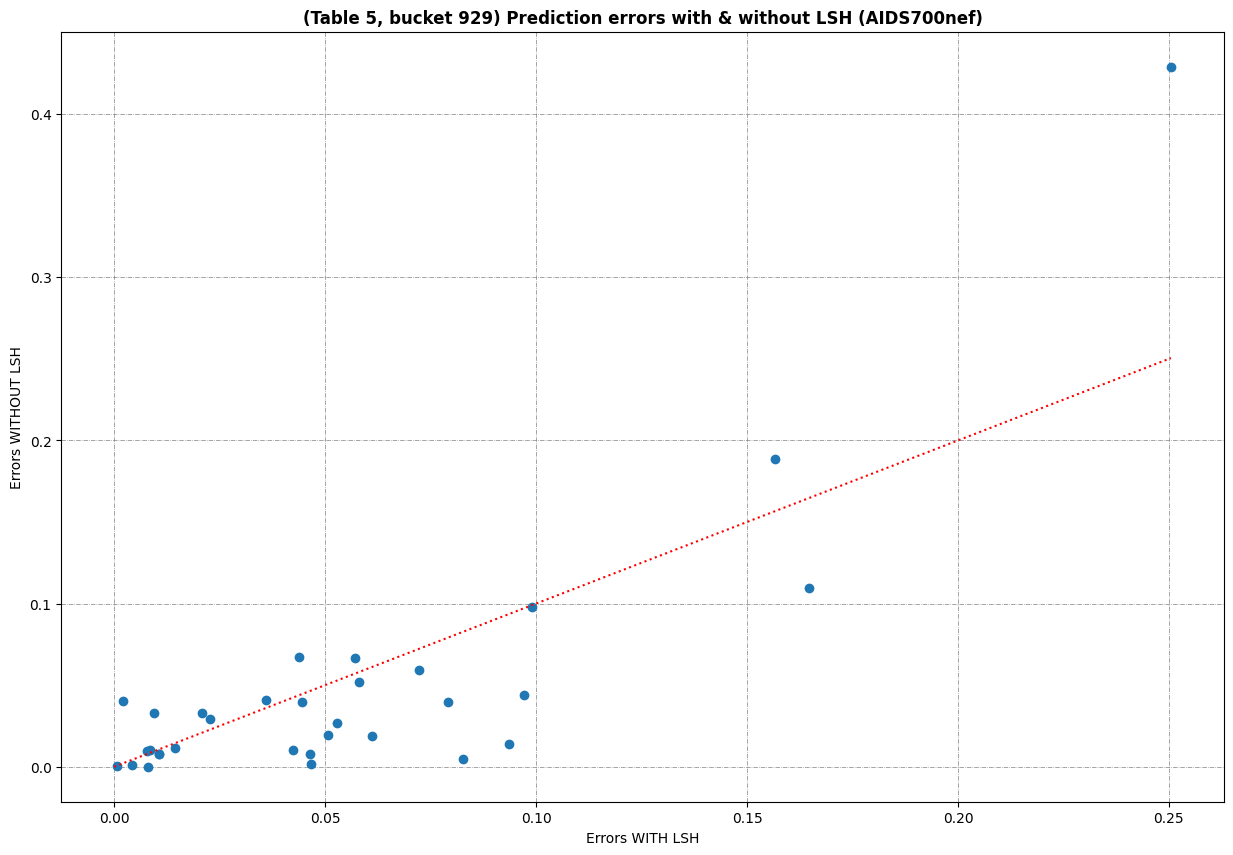 (Table 5, bucket 929) Prediction errors with & without LSH (AIDS700nef)
Errors WITHOUT LSH
0.4
0.3
0.2
0.1
0.0
0.00 0.05 0.10 0.15 0.20 0.25
Errors WITH LSH